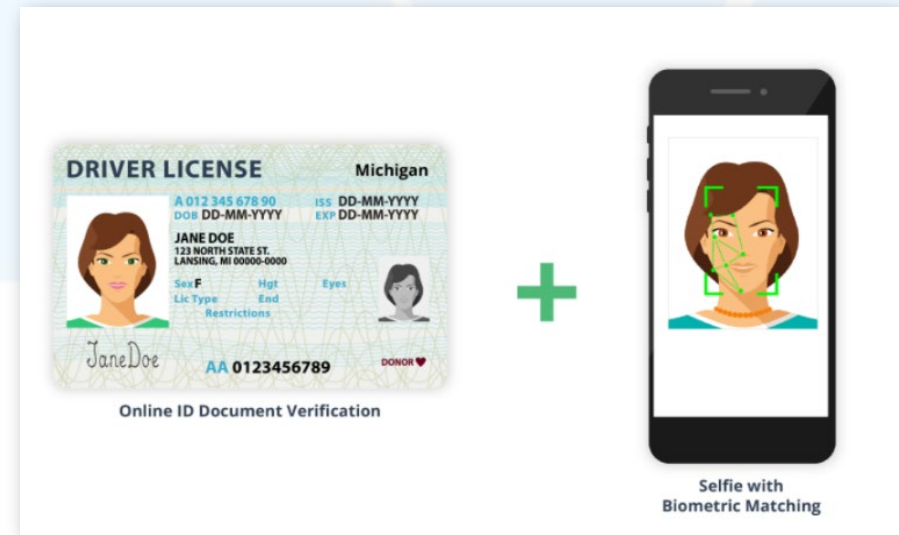 DRIVER LICENSE
Michigan
A 012 345 678 90
ISS DD-MM-YYYY
DOB DD-MM-YYYY
EXP DD-MM-YYYY
JANE DOE
123 NORTH STATE ST.
LANSING, MI 00000-0000
Sex F Hgt Eyes
Lic Type End
Restrictions
JaneDoe
AA 0123456789
DONOR
Online ID Document Verification
Selfie with
Biometric Matching